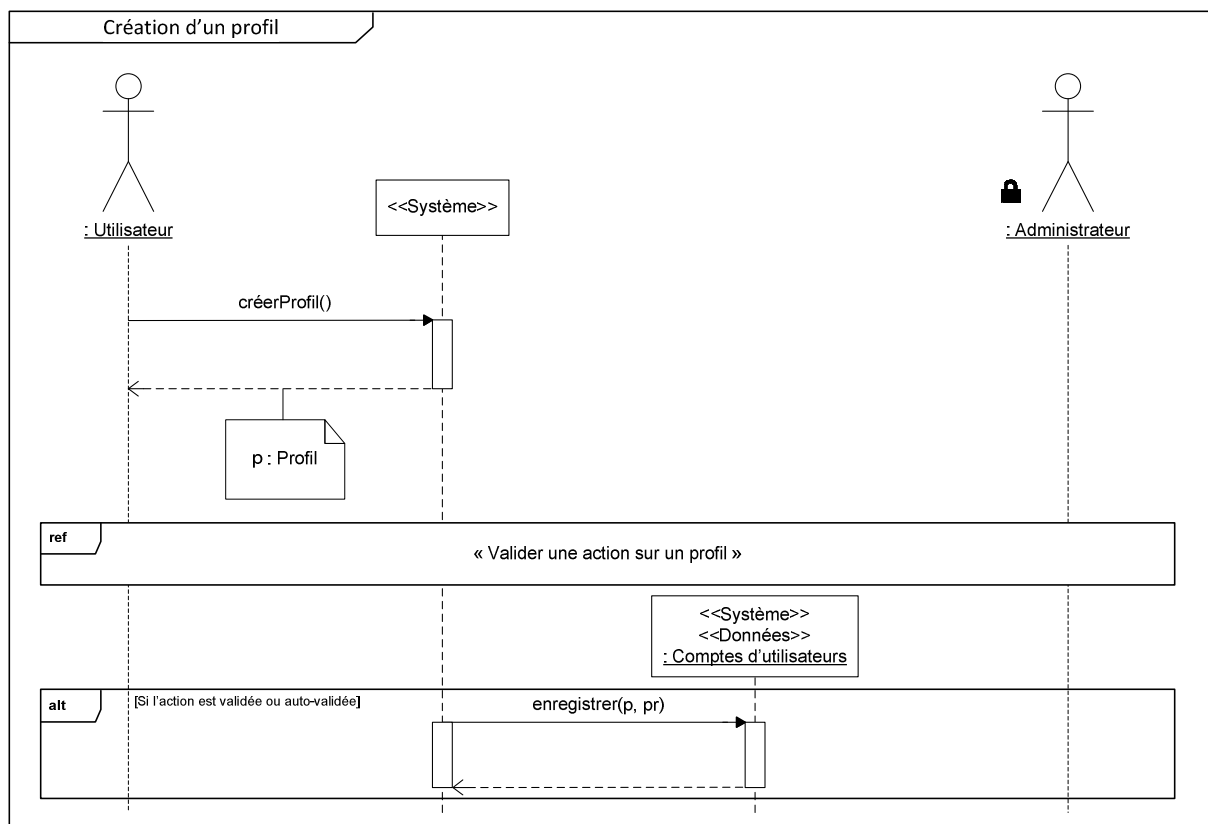 Création d'un profil
<<Système>>
: Utilisateur
: Administrateur
créerProfil()
p : Profil
ref
« Valider une action sur un profil »
<<Système>>
<<Données>>
: Comptes d'utilisateurs
alt
[Si l'action est validée ou auto-validée]
enregistrer(p, pr)